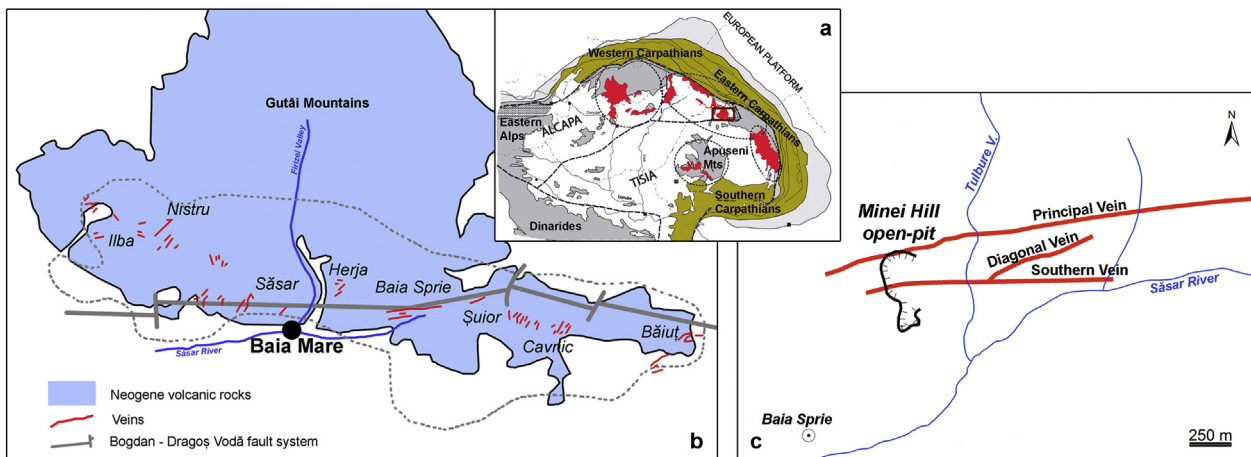 b
Gutâi Mountains
Firizei Valley
Nistru
Ilba
Săsar
Herja
Baia Sprie
Şuior
Cavnic
Băiuț
Baia Mare
Săsar River
Neogene volcanic rocks
Veins
Bogdan - Dragoș Vodă fault system
a
Western Carpathians
EUROPEAN PLATFORM
Eastern Carpathians
Eastern
Alps
ALCAPA
Apuseni
Mts
TISIA
Southern
Carpathians
Dinarides
c
N
Tulbure V.
Minei Hill
open-pit
Principal Vein
Diagonal Vein
Southern Vein
Săsar River
Baia Sprie
250 m